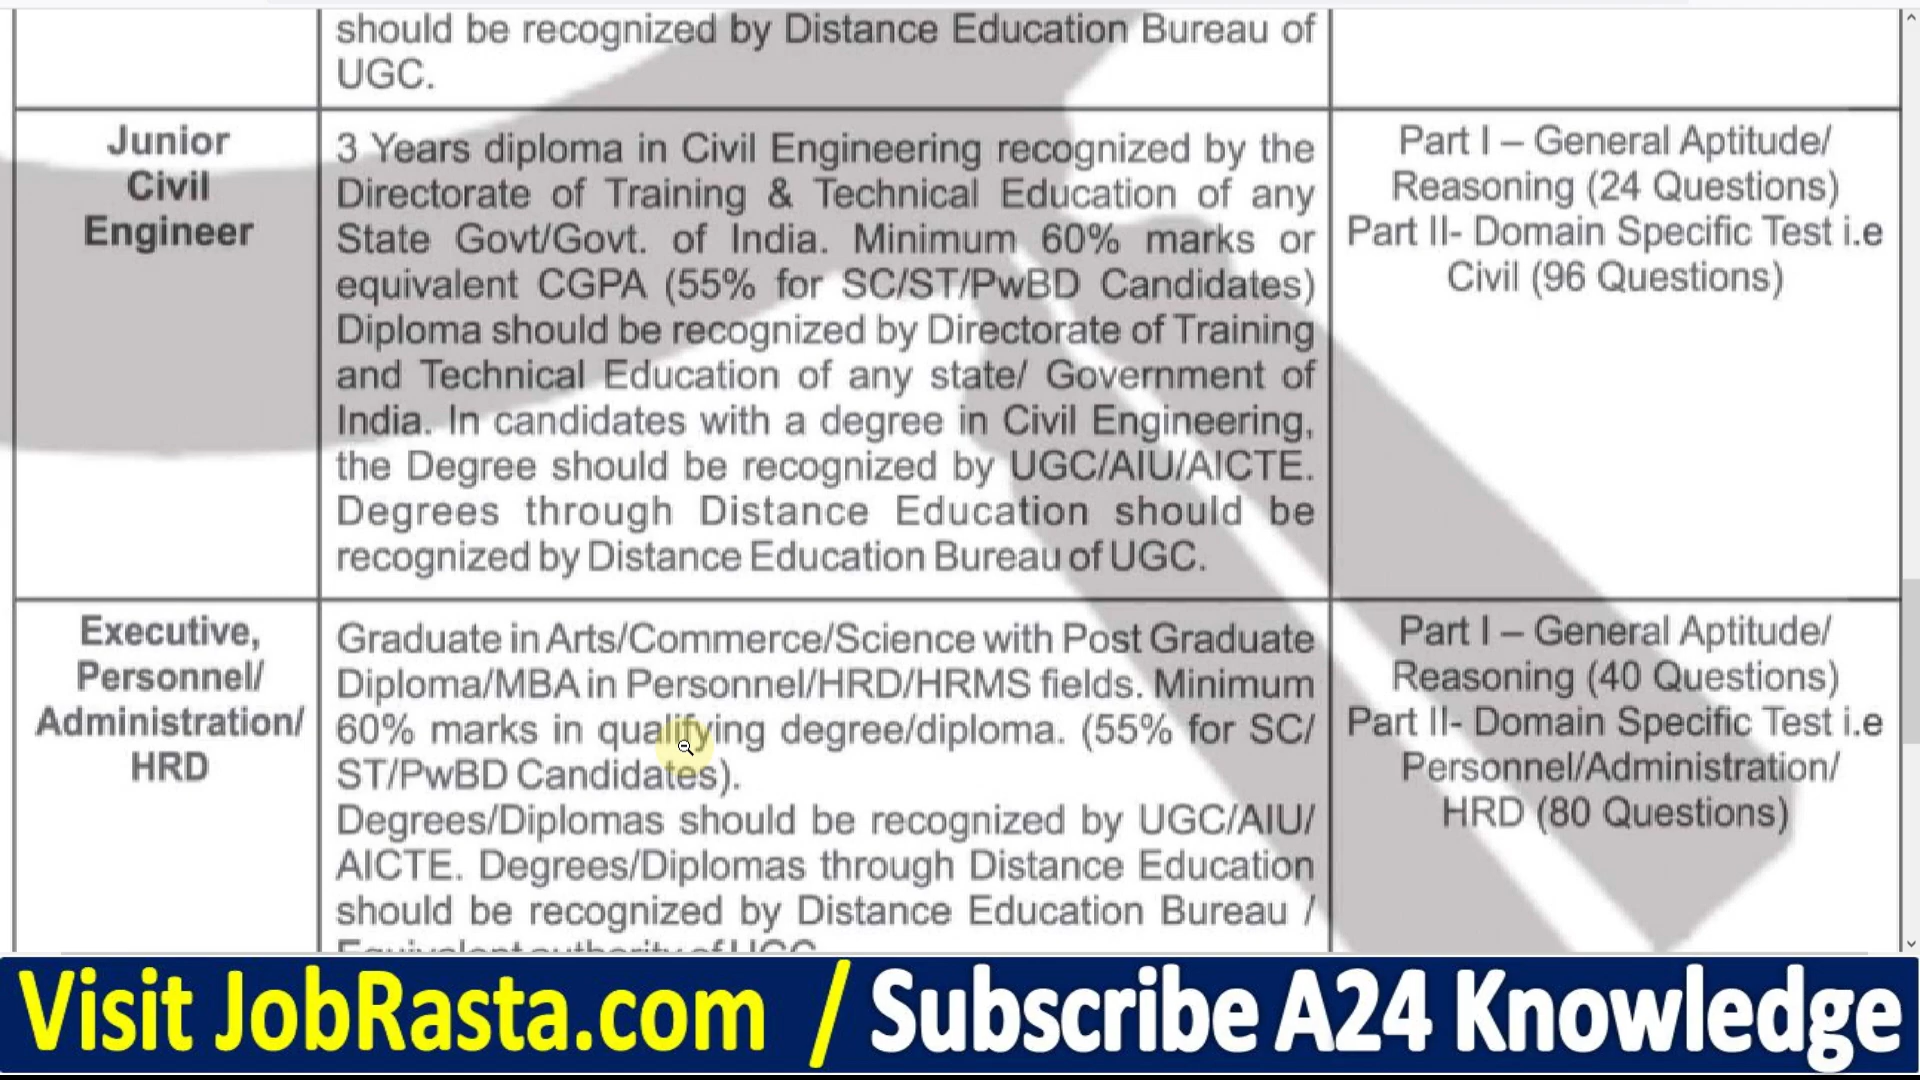 should be recognized by Distance Education Bureau of
UGC.
Junior
Civil
Engineer
3 Years diploma in Civil Engineering recognized by the
Directorate of Training & Technical Education of any
State Govt/Govt. of India. Minimum 60% marks or
equivalent CGPA (55% for SC/ST/PwBD Candidates)
Diploma should be recognized by Directorate of Training
and Technical Education of any state/ Government of
India. In candidates with a degree in Civil Engineering,
the Degree should be recognized by UGC/AIU/AICTE.
Degrees through Distance Education should be
recognized by Distance Education Bureau of UGC.
Part I – General Aptitude/
Reasoning (24 Questions)
Part II- Domain Specific Test i.e
Civil (96 Questions)
Executive,
Personnel/
Administration/
HRD
Graduate in Arts/Commerce/Science with Post Graduate
Diploma/MBA in Personnel/HRD/HRMS fields. Minimum
60% marks in qualifying degree/diploma. (55% for SC/
ST/PwBD Candidates).
Degrees/Diplomas should be recognized by UGC/AIU/
AICTE. Degrees/Diplomas through Distance Education
should be recognized by Distance Education Bureau /
Equivalent authority of UGC
Part I – General Aptitude/
Reasoning (40 Questions)
Part II- Domain Specific Test i.e
Personnel/Administration/
HRD (80 Questions)
Visit JobRasta.com / Subscribe A24 Knowledge